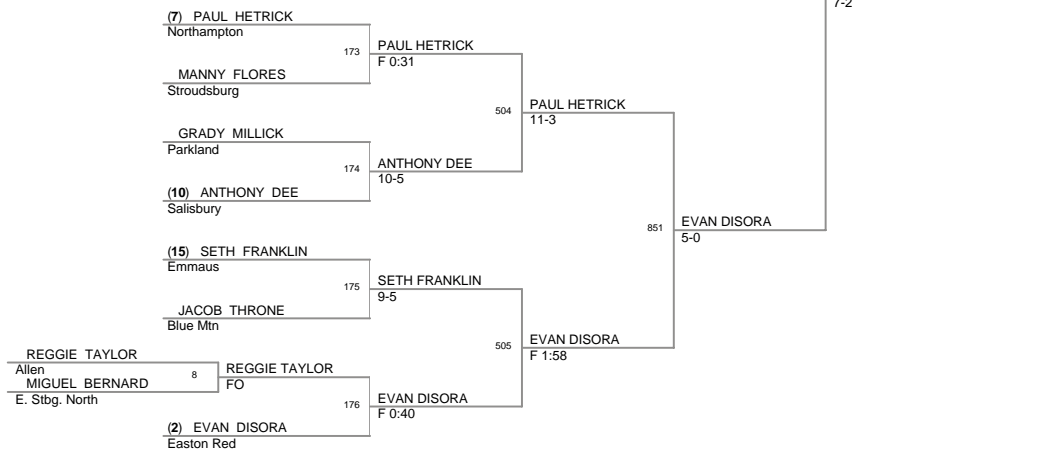 7-2
(7) PAUL HETRICK
Northampton
173
PAUL HETRICK
F 0:31
MANNY FLORES
Stroudsburg
504
PAUL HETRICK
11-3
GRADY MILLICK
Parkland
174
ANTHONY DEE
10-5
(10) ANTHONY DEE
Salisbury
851
EVAN DISORA
5-0
(15) SETH FRANKLIN
Emmaus
175
SETH FRANKLIN
9-5
JACOB THRONE
Blue Mtn
505
EVAN DISORA
F 1:58
REGGIE TAYLOR
Allen
8
REGGIE TAYLOR
FO
MIGUEL BERNARD
E. Stbg. North
176
EVAN DISORA
F 0:40
(2) EVAN DISORA
Easton Red